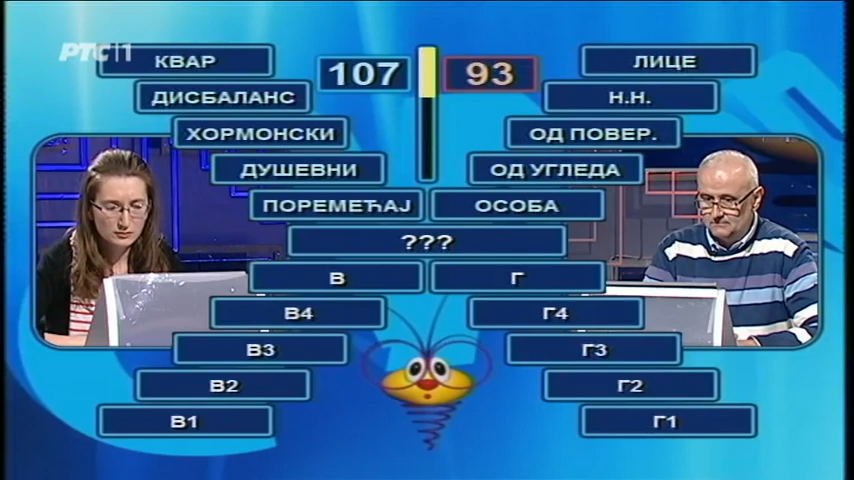 РТС 1
КВАР
107
93
ЛИЦЕ
ДИСБАЛАНС
Н.Н.
ХОРМОНСКИ
ОД ПОВЕР.
ДУШЕВНИ
ОД УГЛЕДА
ПОРЕМЕЋАЈ
ОСОБА
???
В
Г
В4
Г4
В3
Г3
В2
Г2
В1
Г1